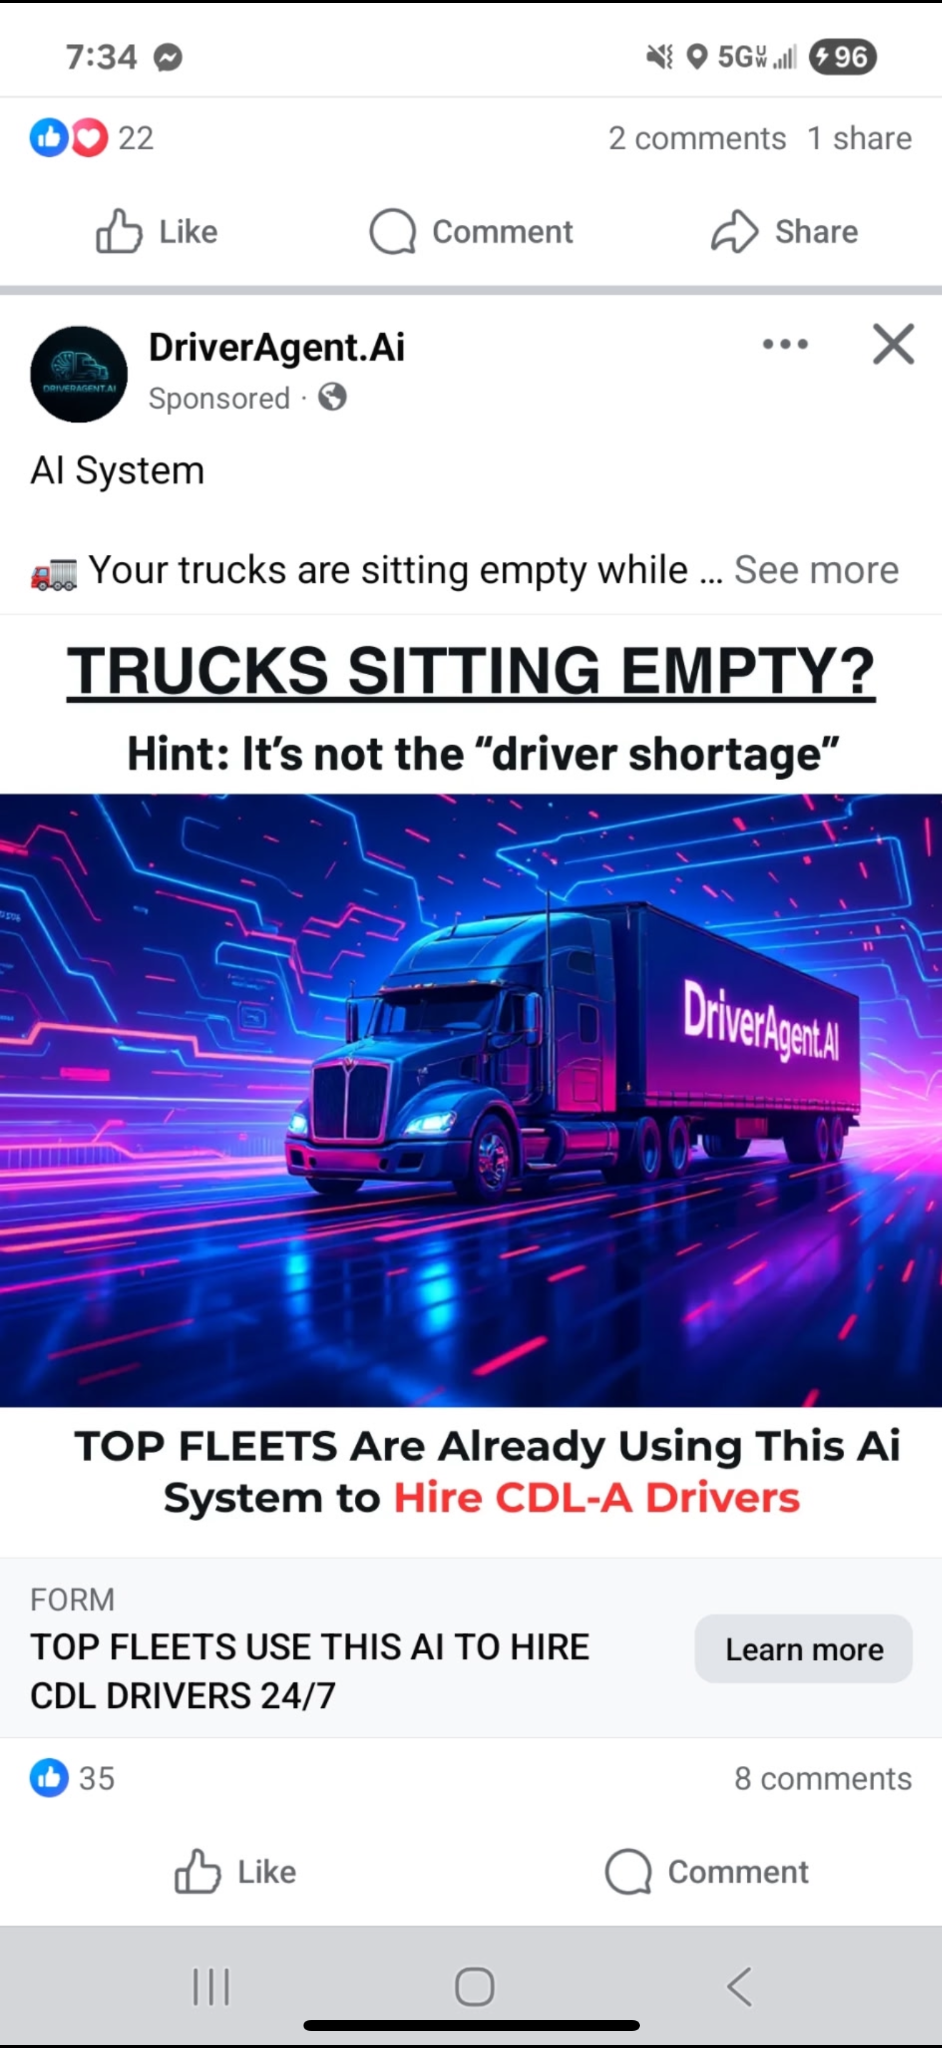 7:34
5G UW
96
22
2 comments 1 share
Like
Comment
Share
DriverAgent.Ai
DRIVERAGENT.AI
Sponsored ·
AI System
🚛 Your trucks are sitting empty while ... See more
TRUCKS SITTING EMPTY?
Hint: It's not the “driver shortage”
DriverAgent.AI
TOP FLEETS Are Already Using This Ai
System to Hire CDL-A Drivers
FORM
TOP FLEETS USE THIS AI TO HIRE
CDL DRIVERS 24/7
Learn more
35
8 comments
Like
Comment